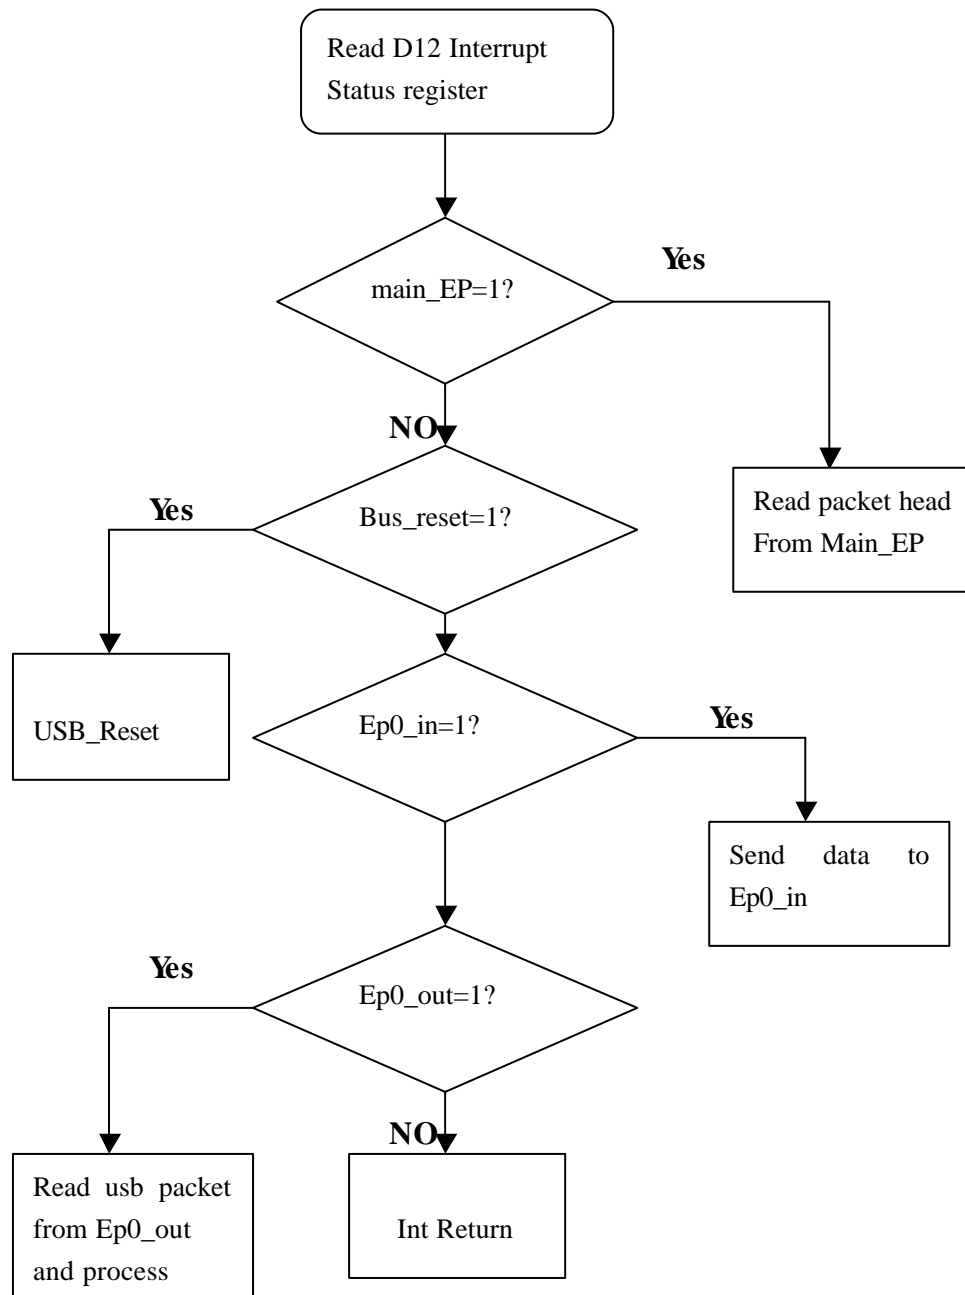 Read D12 Interrupt
Status register
main_EP=1?
Yes
NO
Read packet head
From Main_EP
Bus_reset=1?
Yes
USB_Reset
Ep0_in=1?
Yes
Send data to
Ep0_in
Ep0_out=1?
Yes
NO
Read usb packet
from Ep0_out
and process
Int Return